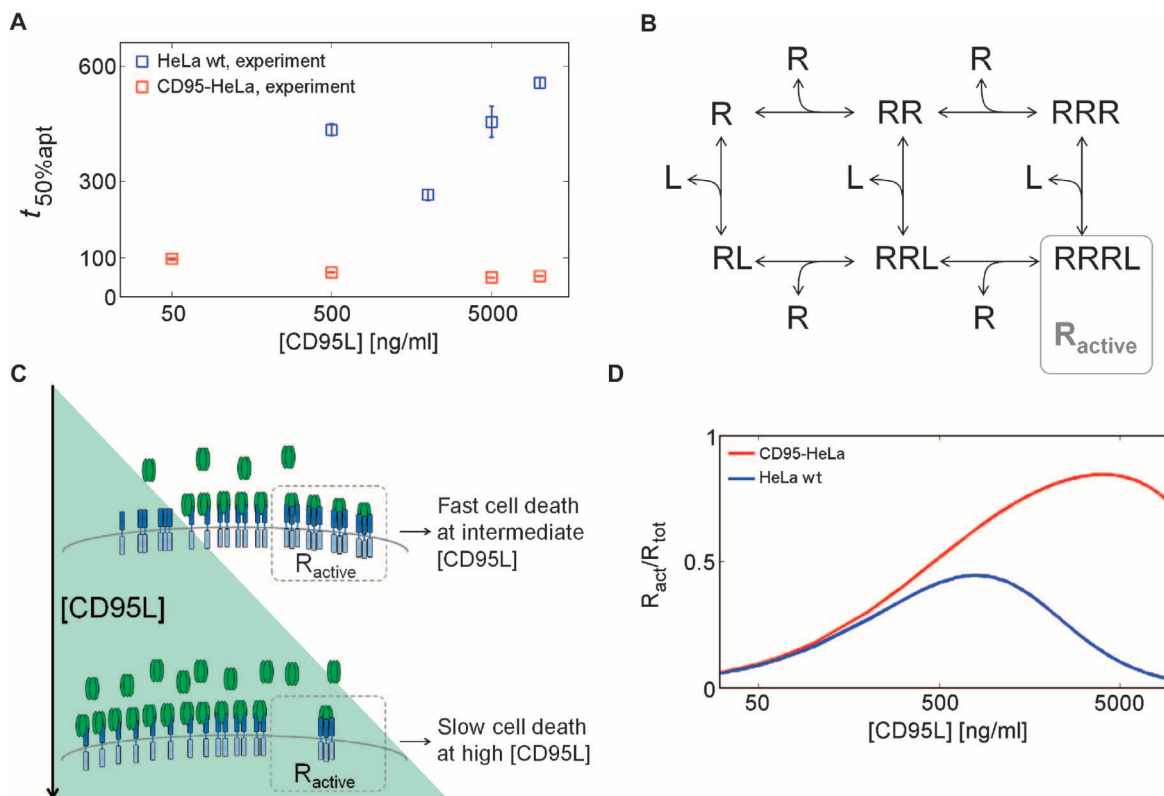 A
600
300
100
0
t50%apt
HeLa wt, experiment
CD95-HeLa, experiment
50
500
5000
[CD95L] [ng/ml]
B
R
R
R
RR
RRR
L
L
L
RL
RRL
RRRL
R
R
Ractive
C
[CD95L]
Ractive
Fast cell death
at intermediate
[CD95L]
Ractive
Slow cell death
at high [CD95L]
D
1
0.5
0
Ract/Rtot
CD95-HeLa
HeLa wt
50
500
5000
[CD95L] [ng/ml]